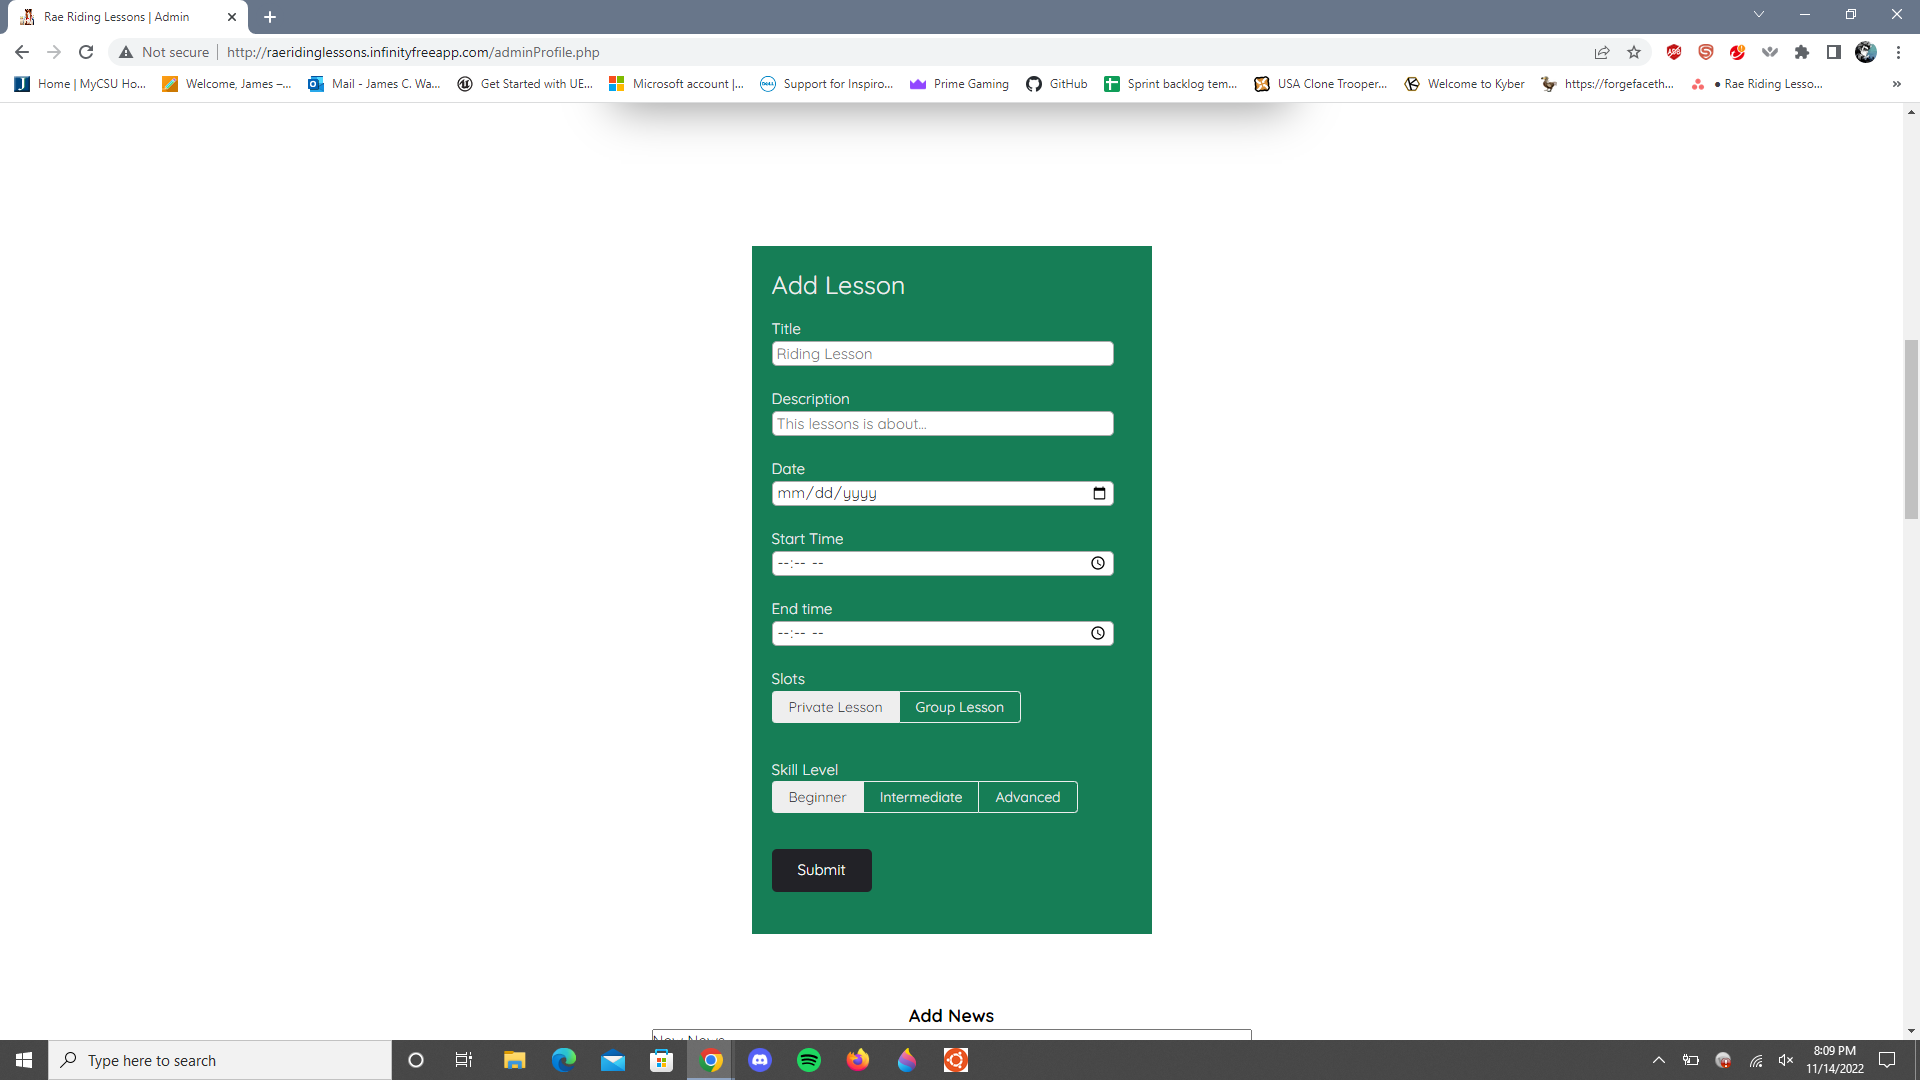 Rae Riding Lessons | Admin
Not secure
http://raeridinglessons.infinityfreeapp.com/adminProfile.php
Home | MyCSU Ho...
Welcome, James –...
Mail - James C. Wa...
Get Started with UE...
Microsoft account |...
Support for Inspiro...
Prime Gaming
GitHub
Sprint backlog tem...
USA Clone Trooper...
Welcome to Kyber
https://forgefaceth...
• Rae Riding Lesso...
»
Add Lesson
Title
Riding Lesson
Description
This lessons is about...
Date
mm/dd/yyyy
Start Time
--:-- --
End time
--:-- --
Slots
Private Lesson
Group Lesson
Skill Level
Beginner
Intermediate
Advanced
Submit
Add News
New News
Type here to search
8:09 PM
11/14/2022